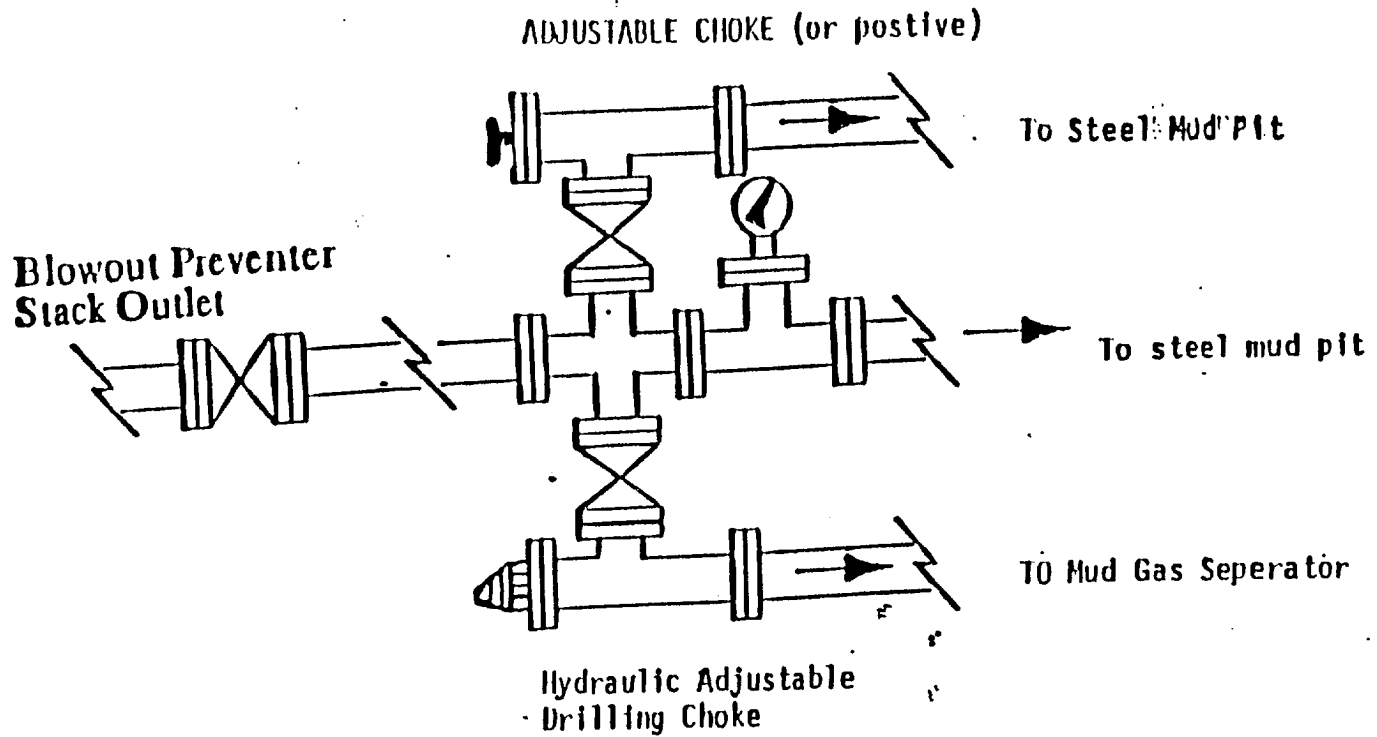 ADJUSTABLE CHOKE (or postive)
To Steel Mud Pit
Blowout Preventer
Stack Outlet
To steel mud pit
TO Mud Gas Seperator
Hydraulic Adjustable
Drilling Choke